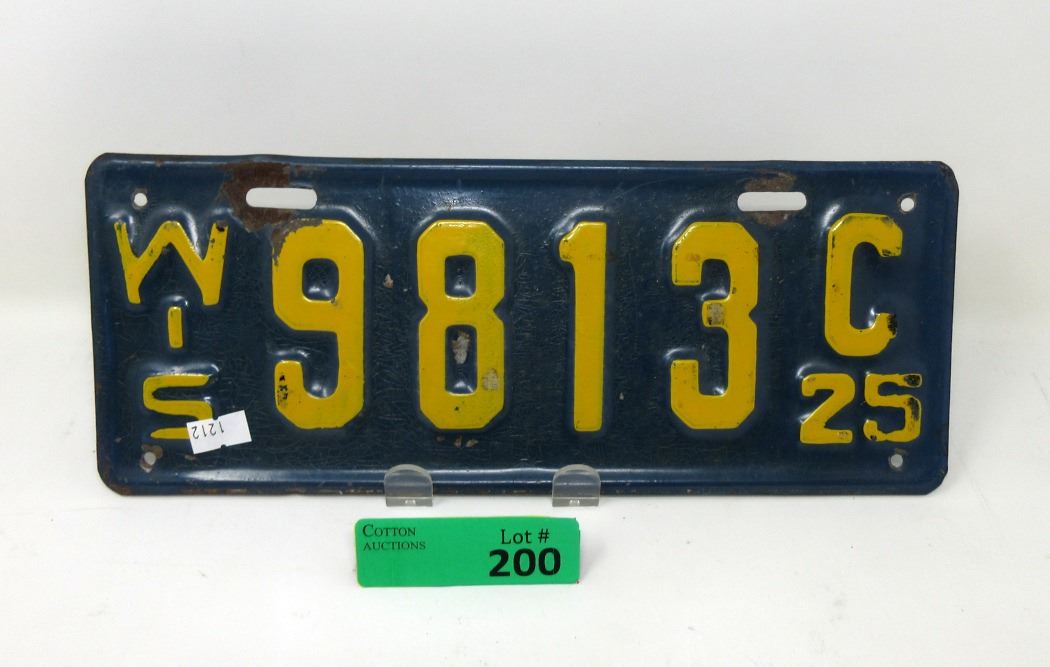 WIS 9813 C 25
1212
COTTON AUCTIONS
Lot #
200